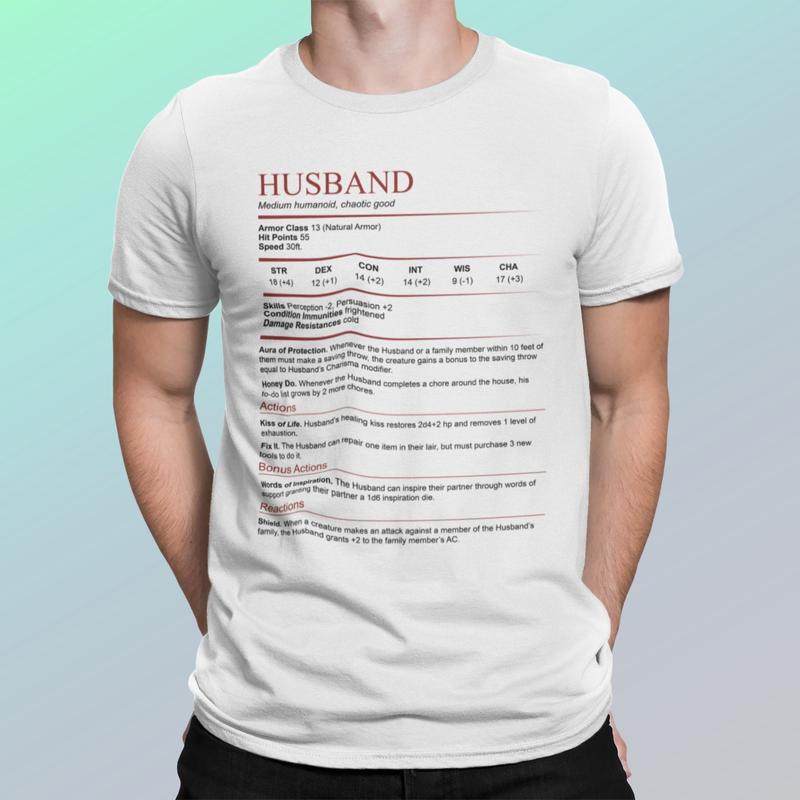 HUSBAND
Medium humanoid, chaotic good
Armor Class 13 (Natural Armor)
Hit Points 55
Speed 30ft.
STR DEX CON INT WIS CHA
18 (+4) 12 (+1) 14 (+2) 14 (+2) 9 (-1) 17 (+3)
Skills Perception -2, Persuasion +2
Condition Immunities frightened
Damage Resistances cold
Aura of Protection. Whenever the Husband or a family member within 10 feet of
them must make a saving throw, the creature gains a bonus to the saving throw
equal to Husband's Charisma modifier.
Honey Do. Whenever the Husband completes a chore around the house, his
to-do list grows by 2 more chores.
Actions
Kiss of Life. Husband's healing kiss restores 2d4+2 hp and removes 1 level of
exhaustion.
Fix It. The Husband can repair one item in their lair, but must purchase 3 new
tools to do it.
Bonus Actions
Words of Inspiration. The Husband can inspire their partner through words of
support granting their partner a 1d6 inspiration die.
Reactions
Shield. When a creature makes an attack against a member of the Husband's
family, the Husband grants +2 to the family member's AC.